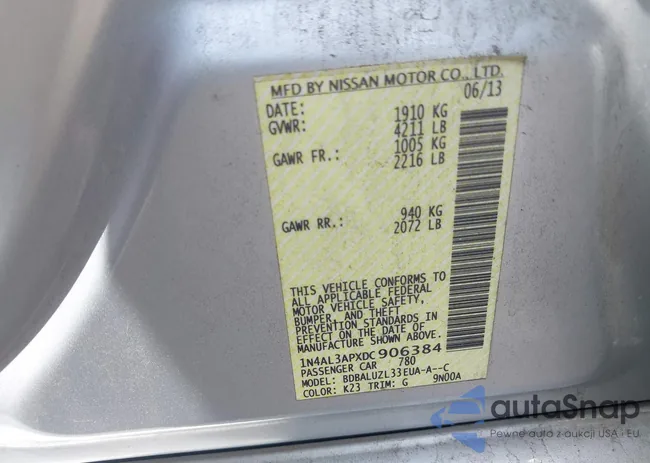 MFD BY NISSAN MOTOR CO., LTD.
DATE: 06/13
GVWR: 1910 KG
4211 LB
GAWR FR.: 1005 KG
2216 LB
GAWR RR.: 940 KG
2072 LB
THIS VEHICLE CONFORMS TO
ALL APPLICABLE FEDERAL
MOTOR VEHICLE SAFETY,
BUMPER, AND THEFT
PREVENTION STANDARDS IN
EFFECT ON THE DATE OF
MANUFACTURE SHOWN ABOVE.
1N4AL3APXDC906384
PASSENGER CAR 780
MODEL: BDBALUZL33EUA-A--C
COLOR: K23 TRIM: G 9N00A
autoSnap
Pewne auto z aukcji USA i EU